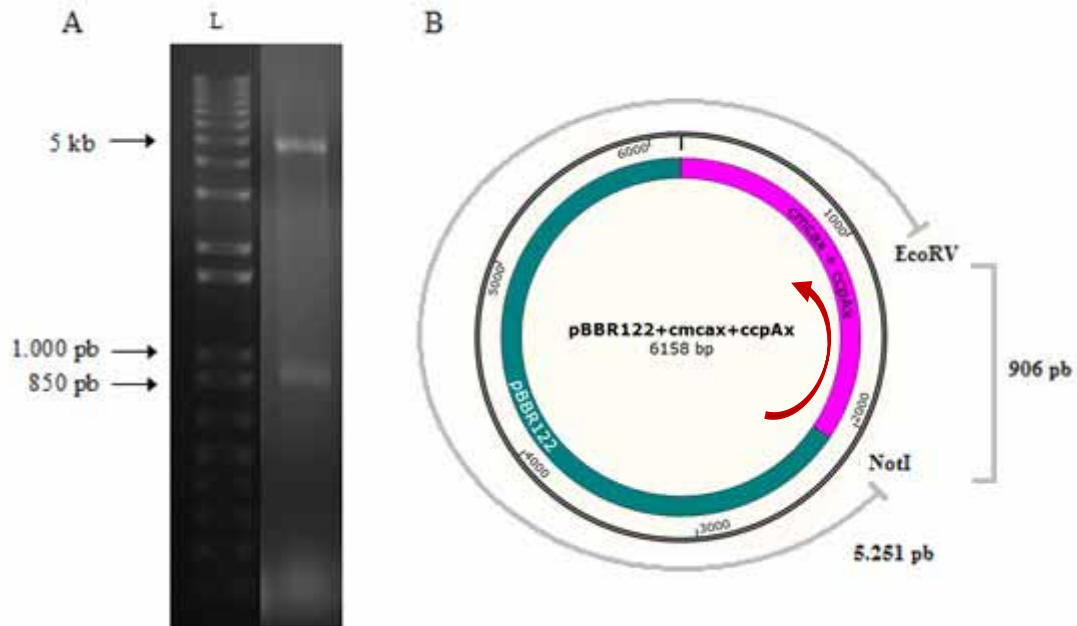 A
L
5 kb
1.000 pb
850 pb
B
6000
1000
cmcax + ccpAx
EcoRV
5000
pBBR122+cmcax+ccpAx
6158 bp
906 pb
pBBR122
2000
4000
NotI
3000
5.251 pb